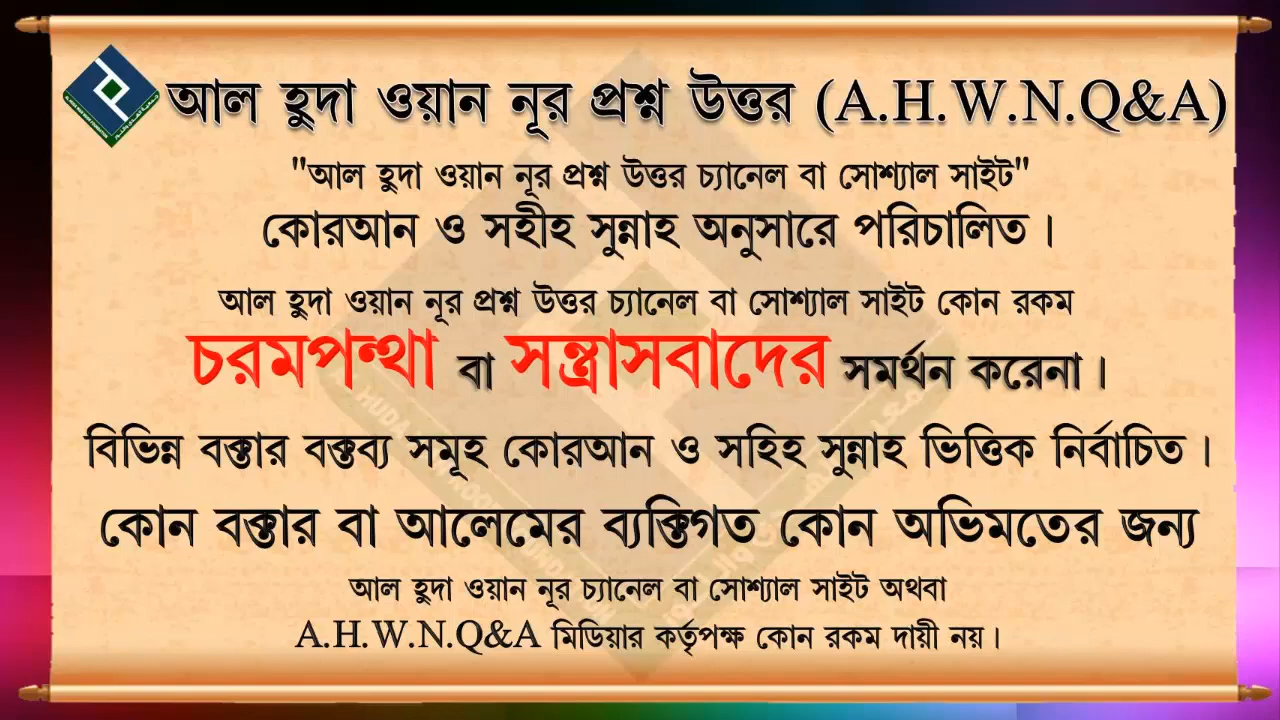 আল হুদা ওয়ান নূর প্রশ্ন উত্তর (A.H.W.N.Q&A)
"আল হুদা ওয়ান নূর প্রশ্ন উত্তর চ্যানেল বা সোশ্যাল সাইট"
কোরআন ও সহীহ সুন্নাহ অনুসারে পরিচালিত।
আল হুদা ওয়ান নূর প্রশ্ন উত্তর চ্যানেল বা সোশ্যাল সাইট কোন রকম
চরমপন্থা বা সন্ত্রাসবাদের সমর্থন করেনা।
বিভিন্ন বক্তার বক্তব্য সমূহ কোরআন ও সহিহ সুন্নাহ ভিত্তিক নির্বাচিত।
কোন বক্তার বা আলেমের ব্যক্তিগত কোন অভিমতের জন্য
আল হুদা ওয়ান নূর চ্যানেল বা সোশ্যাল সাইট অথবা
A.H.W.N.Q&A মিডিয়ার কর্তৃপক্ষ কোন রকম দায়ী নয়।